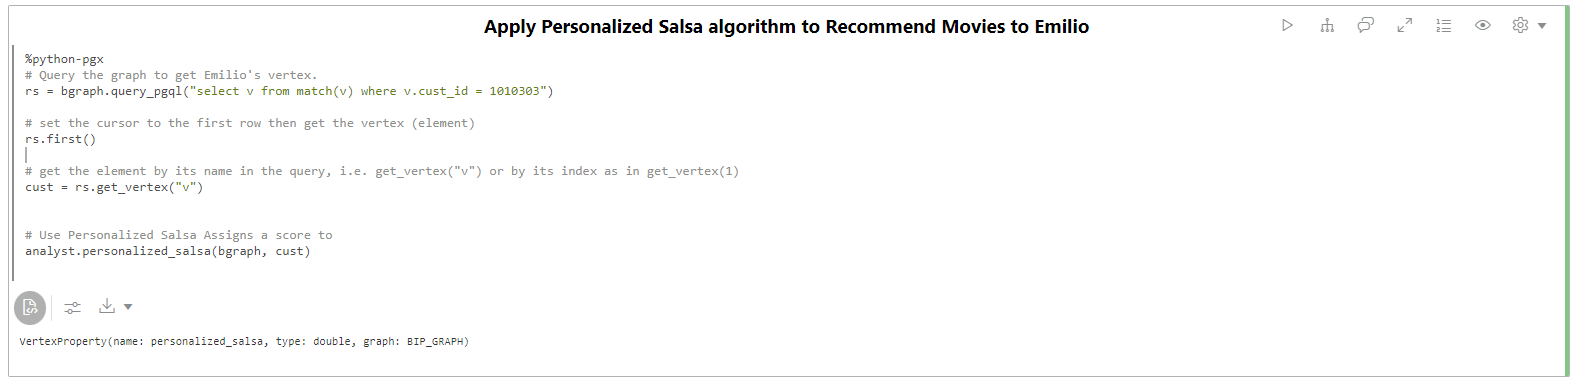 Apply Personalized Salsa algorithm to Recommend Movies to Emilio
%python-pgx
# Query the graph to get Emilio's vertex.
rs = bgraph.query_pgql("select v from match(v) where v.cust_id = 1010303")
# set the cursor to the first row then get the vertex (element)
rs.first()
# get the element by its name in the query, i.e. get_vertex("v") or by its index as in get_vertex(1)
cust = rs.get_vertex("v")
# Use Personalized Salsa Assigns a score to
analyst.personalized_salsa(bgraph, cust)
VertexProperty(name: personalized_salsa, type: double, graph: BIP_GRAPH)